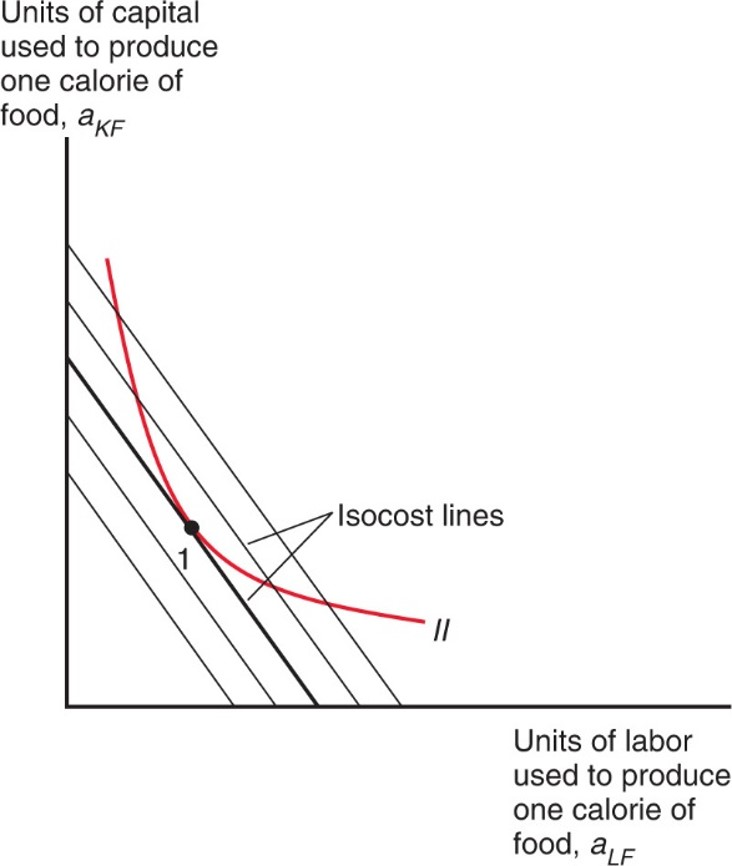 Units of capital
used to produce
one calorie of
food, aKF
Isocost lines
1
II
Units of labor
used to produce
one calorie of
food, aLF